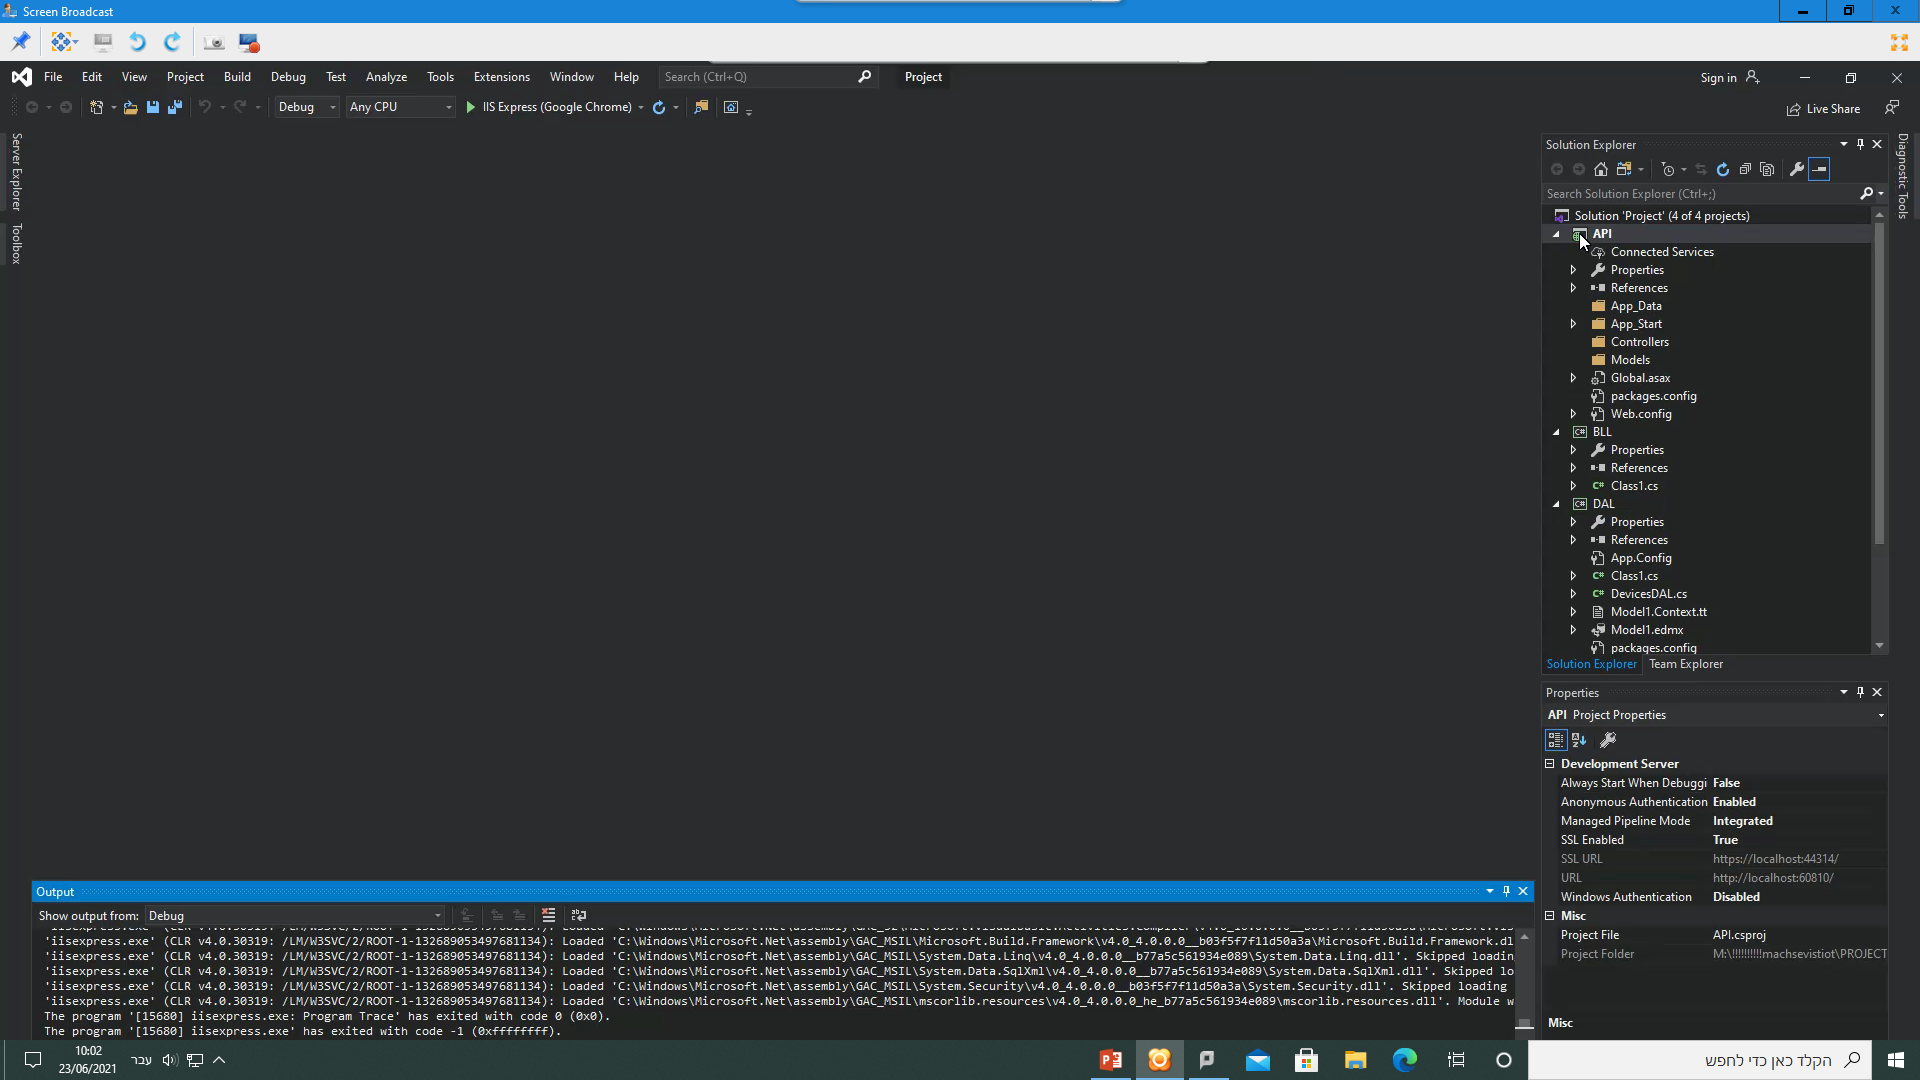 Screen Broadcast
File Edit View Project Build Debug Test Analyze Tools Extensions Window Help Search (Ctrl+Q) Project Sign in
Debug Any CPU IIS Express (Google Chrome) Live Share
Server Explorer
Toolbox
Diagnostic Tools
Solution Explorer
Search Solution Explorer (Ctrl+;)
Solution 'Project' (4 of 4 projects)
API
Connected Services
Properties
References
App_Data
App_Start
Controllers
Models
Global.asax
packages.config
Web.config
BLL
Properties
References
Class1.cs
DAL
Properties
References
App.Config
Class1.cs
DevicesDAL.cs
Model1.Context.tt
Model1.edmx
packages.config
Solution Explorer Team Explorer
Properties
API Project Properties
Development Server
Always Start When Debuggi False
Anonymous Authentication Enabled
Managed Pipeline Mode Integrated
SSL Enabled True
SSL URL https://localhost:44314/
URL http://localhost:60810/
Windows Authentication Disabled
Misc
Project File API.csproj
Project Folder M:\!!!!!!!!!!machsevistiot\PROJECT
Misc
Output
Show output from: Debug
'iisexpress.exe' (CLR v4.0.30319: /LM/W3SVC/2/ROOT-1-132689053497681134): Loaded 'C:\Windows\Microsoft.Net\assembly\GAC_MSIL\Microsoft.Build.Framework\v4.0_4.0.0.0__b03f5f7f11d50a3a\Microsoft.Build.Framework.dl
'iisexpress.exe' (CLR v4.0.30319: /LM/W3SVC/2/ROOT-1-132689053497681134): Loaded 'C:\Windows\Microsoft.Net\assembly\GAC_MSIL\System.Data.Linq\v4.0_4.0.0.0__b77a5c561934e089\System.Data.Linq.dll'. Skipped loadin
'iisexpress.exe' (CLR v4.0.30319: /LM/W3SVC/2/ROOT-1-132689053497681134): Loaded 'C:\Windows\Microsoft.Net\assembly\GAC_MSIL\System.Data.SqlXml\v4.0_4.0.0.0__b77a5c561934e089\System.Data.SqlXml.dll'. Skipped lo
'iisexpress.exe' (CLR v4.0.30319: /LM/W3SVC/2/ROOT-1-132689053497681134): Loaded 'C:\Windows\Microsoft.Net\assembly\GAC_MSIL\System.Security\v4.0_4.0.0.0__b03f5f7f11d50a3a\System.Security.dll'. Skipped loading
'iisexpress.exe' (CLR v4.0.30319: /LM/W3SVC/2/ROOT-1-132689053497681134): Loaded 'C:\Windows\Microsoft.Net\assembly\GAC_MSIL\mscorlib.resources\v4.0_4.0.0.0_he_b77a5c561934e089\mscorlib.resources.dll'. Module w
The program '[15680] iisexpress.exe: Program Trace' has exited with code 0 (0x0).
The program '[15680] iisexpress.exe' has exited with code -1 (0xffffffff).
10:02
23/06/2021
עבר
הקלד כאן כדי לחפש